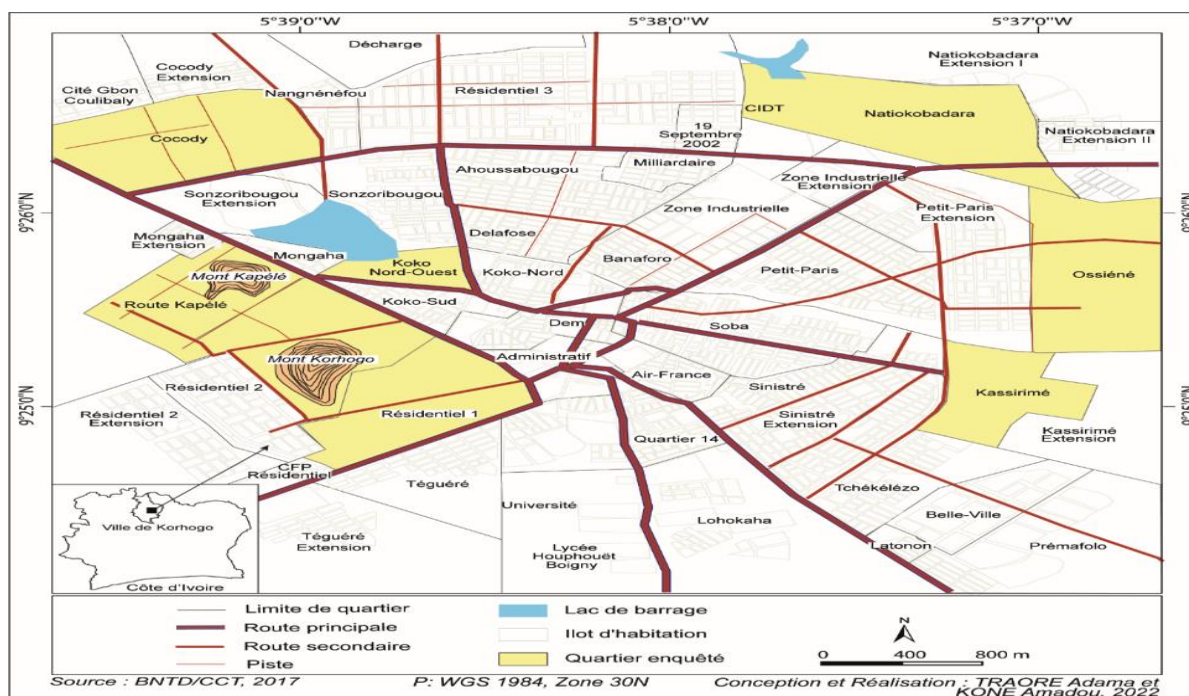 5°39'0"W
5°38'0"W
5°37'0"W
Décharge
Cocody
Extension
Cité Gbon
Coulibaly
Nangnénéfou
Résidentiel 3
CIDT
Natiokobadara
Extension I
Natiokobadara
Cocody
19
Septembre
2002
Natiokobadara
Extension II
Ahoussabougou
Milliardaire
Zone Industrielle
Extension
Sonzoribougou
Extension
Sonzoribougou
9°26'0"N
Zone Industrielle
Petit-Paris
Extension
Mongaha
Extension
Delafose
Mongaha
Koko
Nord-Ouest
Koko-Nord
Banaforo
Petit-Paris
Ossiéné
Mont Kapélé
Route Kapélé
Koko-Sud
Dem
Soba
Mont Korhogo
Administratif
Air-France
Sinistré
Kassirimé
Résidentiel 2
9°25'0"N
Résidentiel 2
Extension
Résidentiel 1
Sinistré
Extension
Quartier 14
Kassirimé
Extension
CFP
Résidentiel
Téguéré
Université
Lohokaha
Tchékélézo
Belle-Ville
Ville de Korhogo
Téguéré
Extension
Lycée
Houphouët
Boigny
Latonon
Prémafolo
Côte d'Ivoire
Limite de quartier
Route principale
Route secondaire
Piste
Lac de barrage
Ilot d'habitation
Quartier enquêté
N
0 400 800 m
Source : BNTD/CCT, 2017
P: WGS 1984, Zone 30N
Conception et Réalisation : TRAORE Adama et
KONE Amadou, 2022